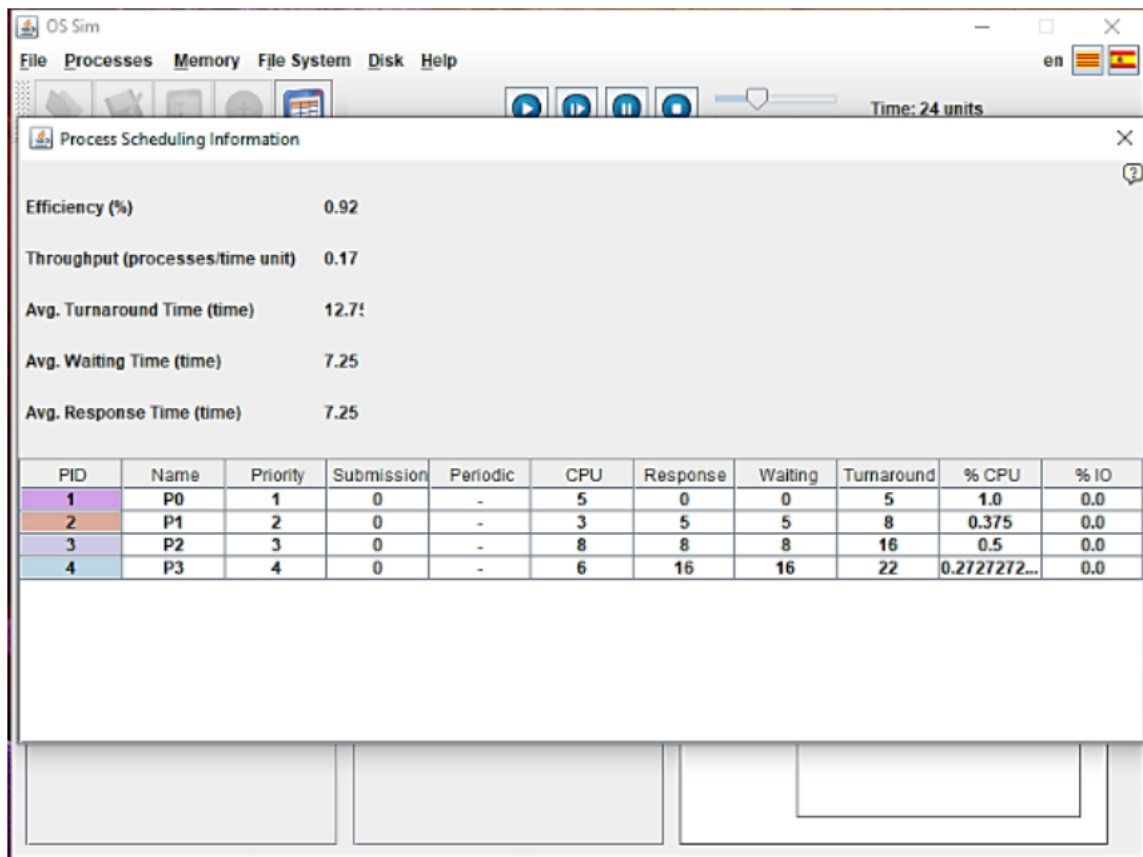 OS Sim
File Processes Memory File System Disk Help en
Time: 24 units
Process Scheduling Information
Efficiency (%) 0.92
Throughput (processes/time unit) 0.17
Avg. Turnaround Time (time) 12.75
Avg. Waiting Time (time) 7.25
Avg. Response Time (time) 7.25
PID Name Priority Submission Periodic CPU Response Waiting Turnaround % CPU % IO
1 P0 1 0 - 5 0 0 5 1.0 0.0
2 P1 2 0 - 3 5 5 8 0.375 0.0
3 P2 3 0 - 8 8 8 16 0.5 0.0
4 P3 4 0 - 6 16 16 22 0.2727272... 0.0